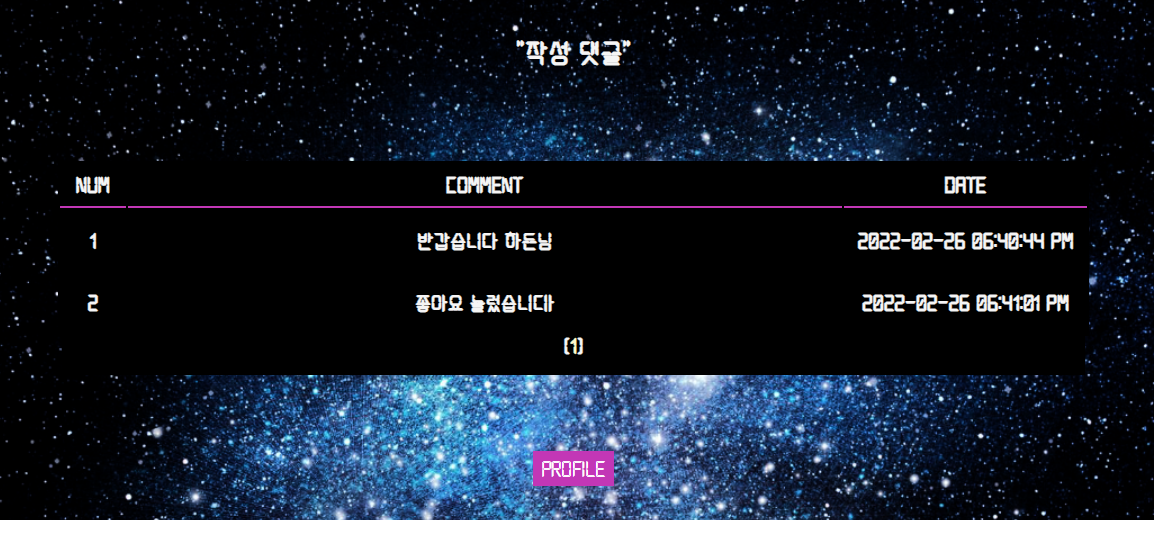 "작성 댓글"
NUM COMMENT DATE
1 반갑습니다 하든님 2022-02-26 06:40:44 PM
2 좋아요 눌렀습니다 2022-02-26 06:41:01 PM
[1]
PROFILE